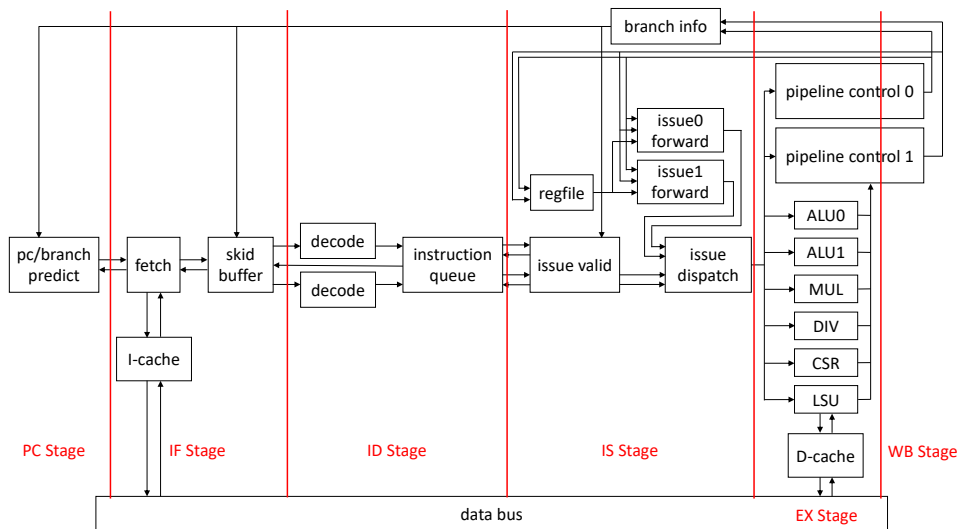 branch info
pipeline control 0
issue0
forward
pipeline control 1
issue1
forward
regfile
ALU0
pc/branch
predict
fetch
skid
buffer
decode
decode
instruction
queue
issue valid
issue
dispatch
ALU1
MUL
DIV
I-cache
CSR
LSU
PC Stage
IF Stage
ID Stage
IS Stage
D-cache
WB Stage
data bus
EX Stage